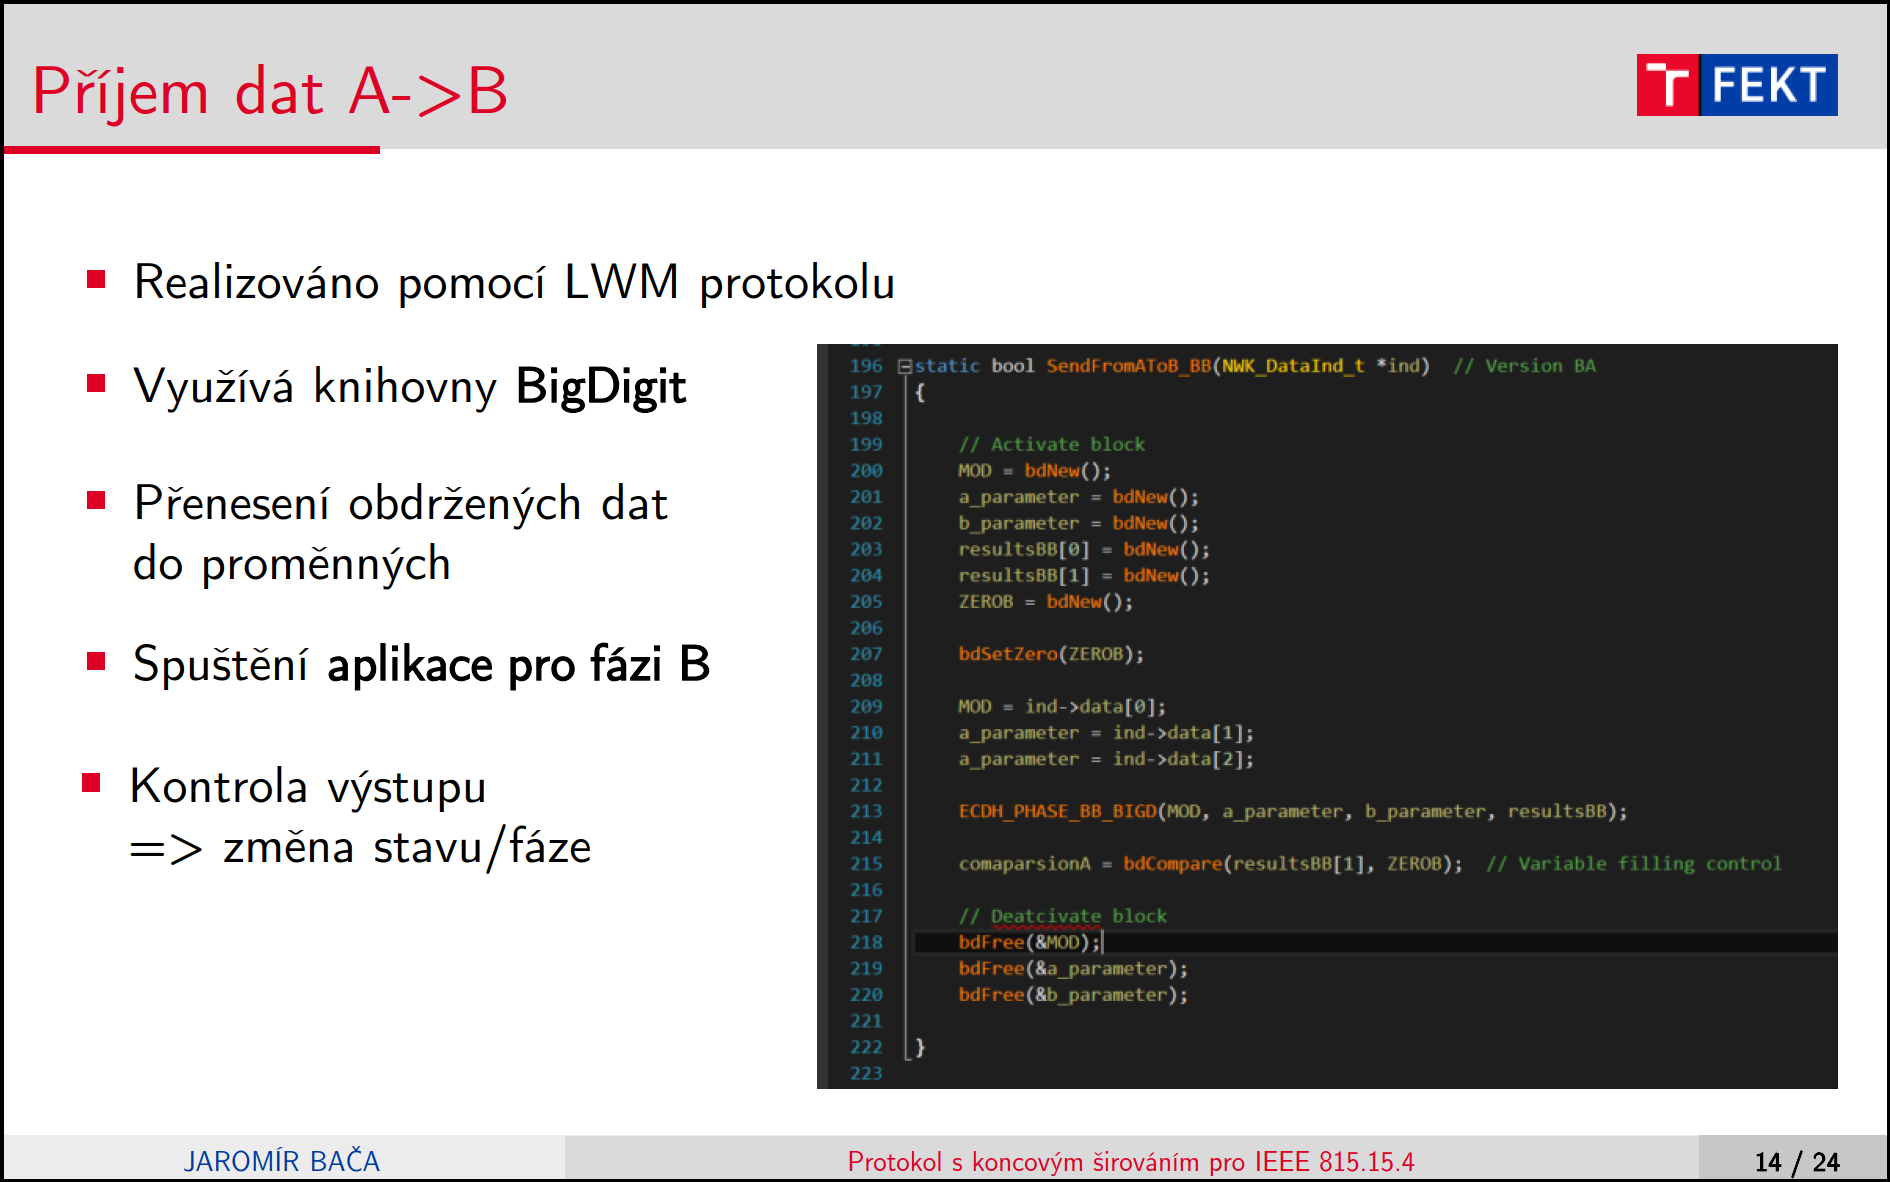 Příjem dat A->B
T FEKT
Realizováno pomocí LWM protokolu
Využívá knihovny BigDigit
Přenesení obdržených dat
do proměnných
Spuštění aplikace pro fázi B
Kontrola výstupu
=> změna stavu/fáze
196 static bool SendFromAToB_BB(NWK_DataInd_t *ind)  // Version BA
197 {
198
199     // Activate block
200     MOD = bdNew();
201     a_parameter = bdNew();
202     b_parameter = bdNew();
203     resultsBB[0] = bdNew();
204     resultsBB[1] = bdNew();
205     ZEROB = bdNew();
206
207     bdSetZero(ZEROB);
208
209     MOD = ind->data[0];
210     a_parameter = ind->data[1];
211     a_parameter = ind->data[2];
212
213     ECDH_PHASE_BB_BIGD(MOD, a_parameter, b_parameter, resultsBB);
214
215     comaparsionA = bdCompare(resultsBB[1], ZEROB);  // Variable filling control
216
217     // Deatcivate block
218     bdFree(&MOD);
219     bdFree(&a_parameter);
220     bdFree(&b_parameter);
221
222 }
223
JAROMÍR BAČA
Protokol s koncovým širováním pro IEEE 815.15.4
14 / 24